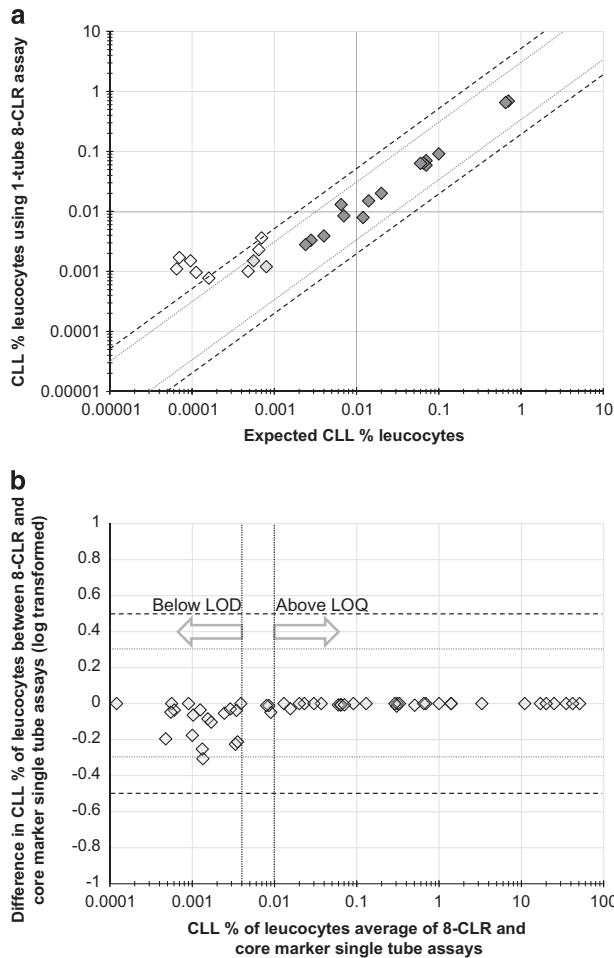 a
CLL % leucocytes using 1-tube 8-CLR assay
10
1
0.1
0.01
0.001
0.0001
0.00001
0.00001 0.0001 0.001 0.01 0.1 1 10
Expected CLL % leucocytes
b
Difference in CLL % of leucocytes between 8-CLR and
core marker single tube assays (log transformed)
1
0.8
0.6
Below LOD Above LOQ
0.4
0.2
0
-0.2
-0.4
-0.6
-0.8
-1
0.0001 0.001 0.01 0.1 1 10 100
CLL % of leucocytes average of 8-CLR and
core marker single tube assays